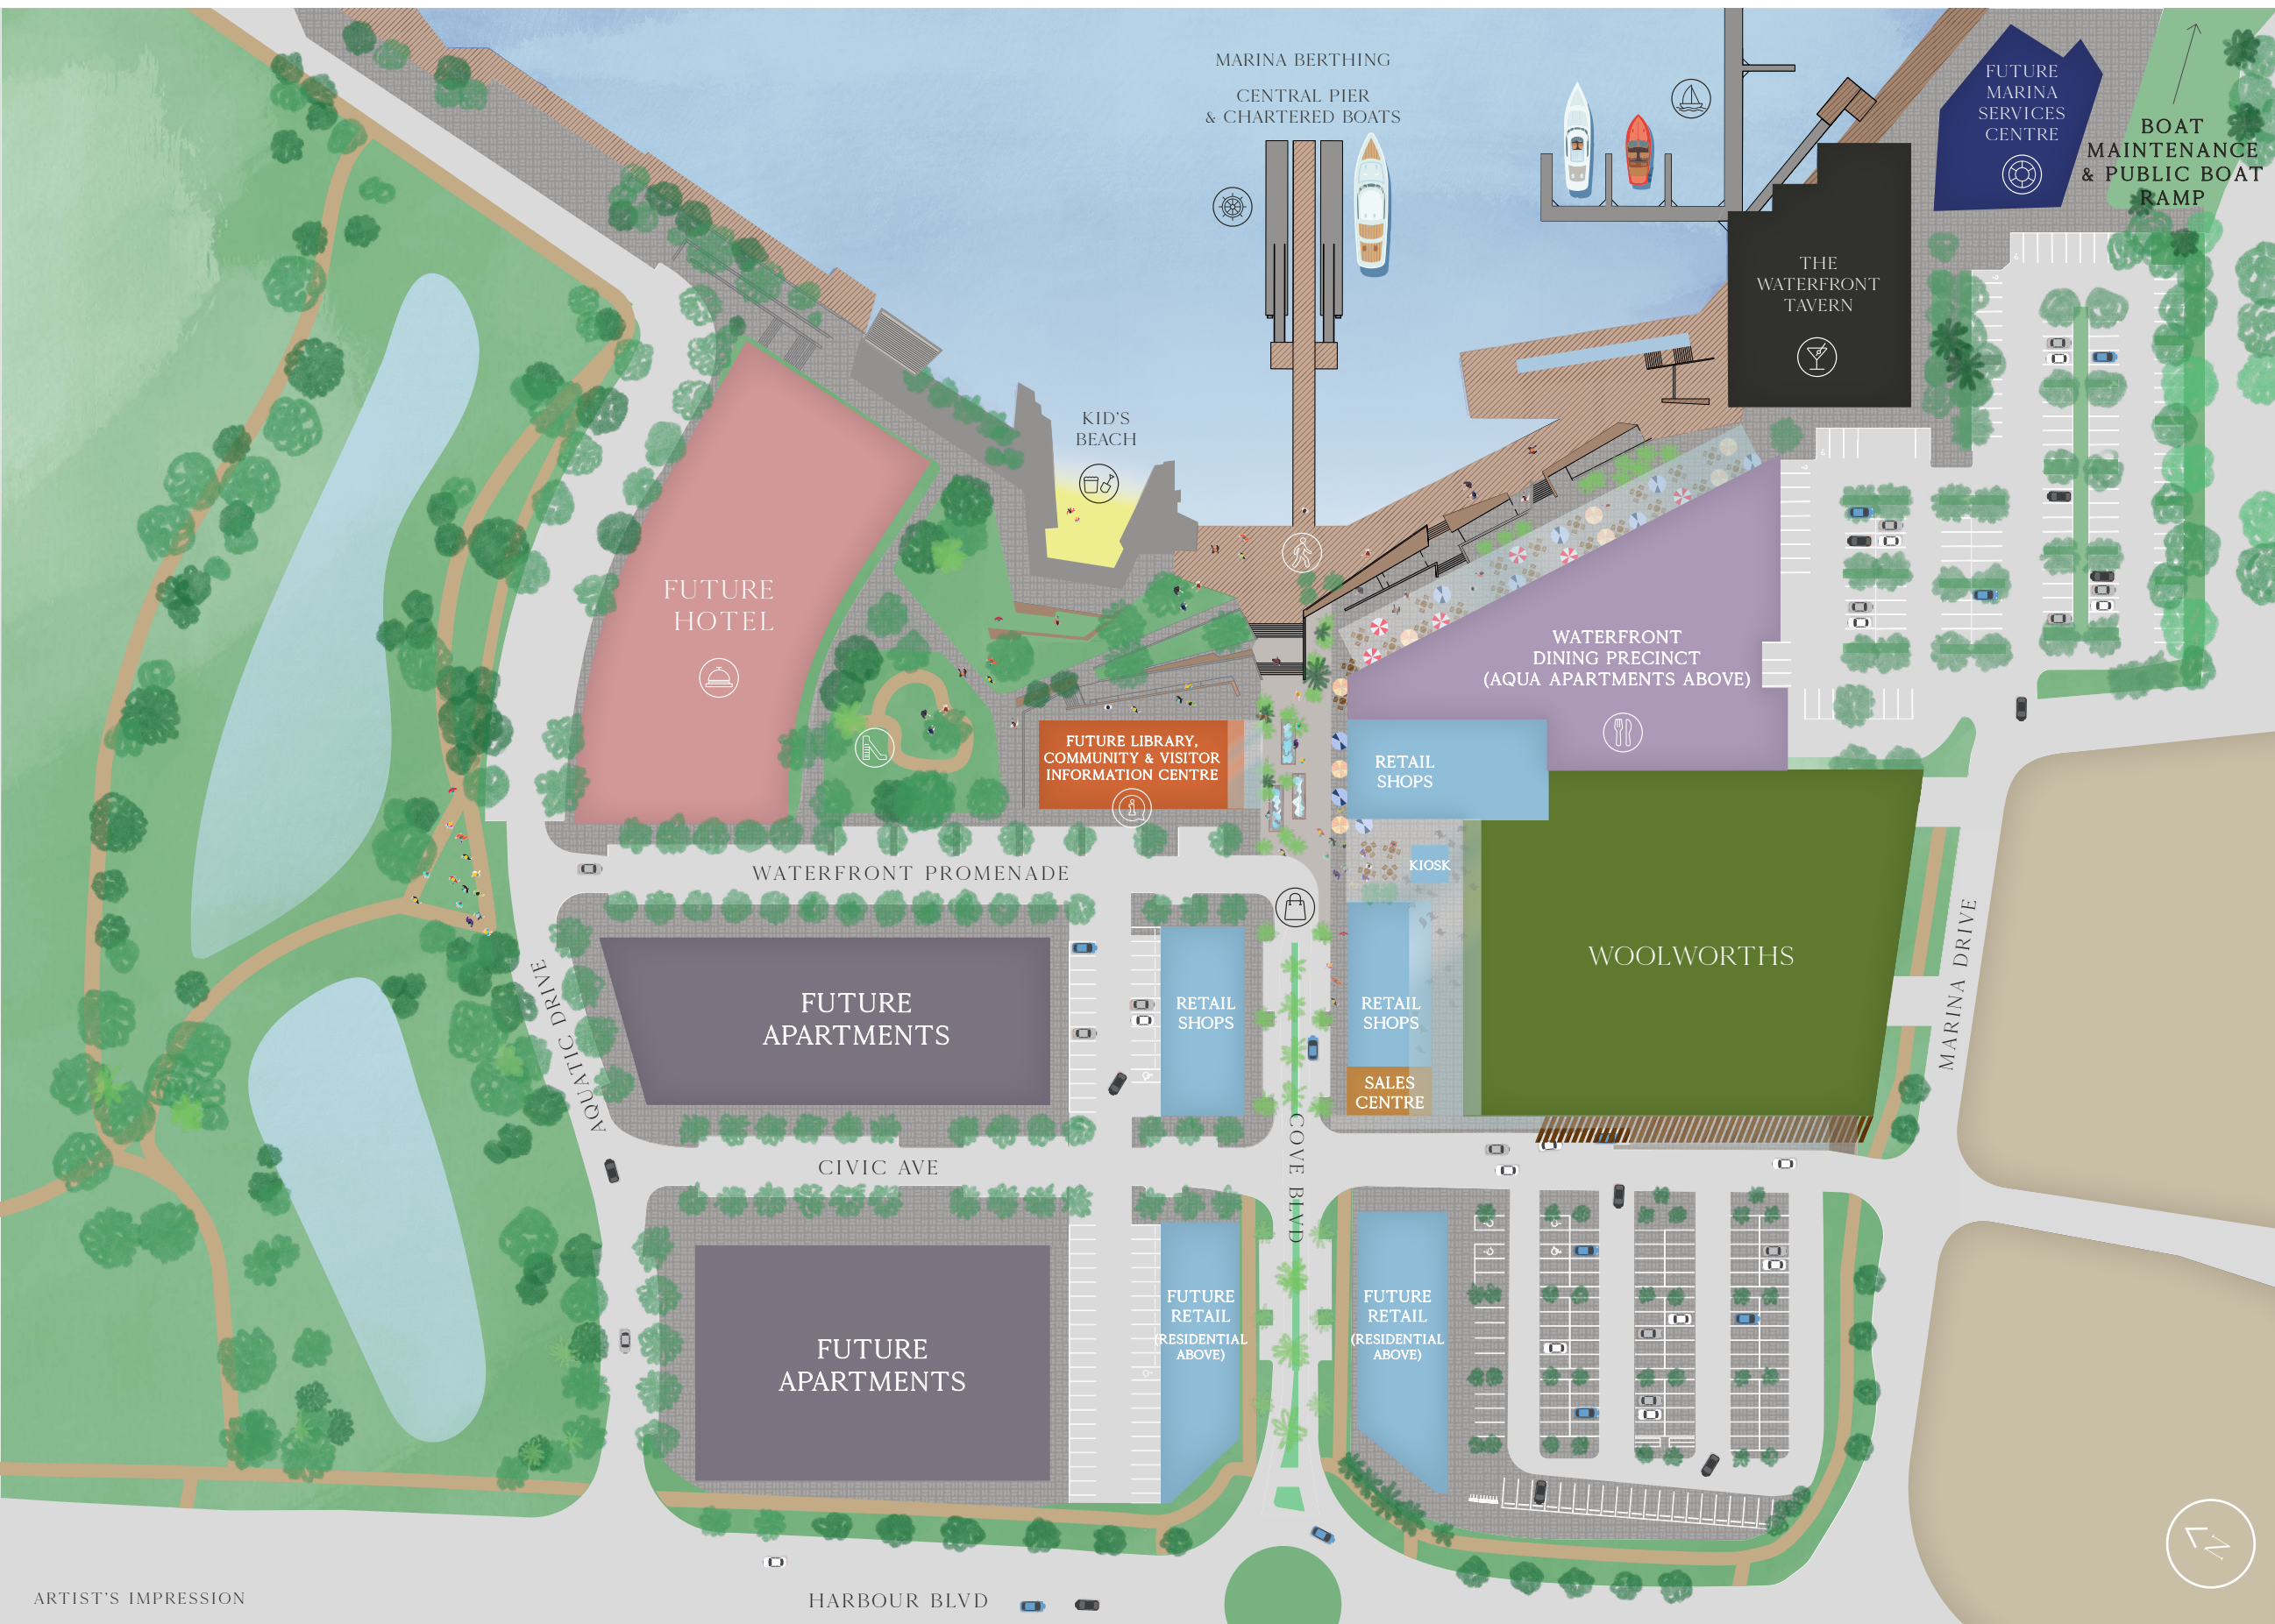 MARINA BERTHING
CENTRAL PIER
& CHARTERED BOATS
FUTURE
MARINA
SERVICES
CENTRE
BOAT
MAINTENANCE
& PUBLIC BOAT
RAMP
THE
WATERFRONT
TAVERN
KID'S
BEACH
FUTURE
HOTEL
WATERFRONT
DINING PRECINCT
(AQUA APARTMENTS ABOVE)
FUTURE LIBRARY,
COMMUNITY & VISITOR
INFORMATION CENTRE
i
RETAIL
SHOPS
KIOSK
WATERFRONT PROMENADE
WOOLWORTHS
MARINA DRIVE
AQUATIC DRIVE
FUTURE
APARTMENTS
RETAIL
SHOPS
RETAIL
SHOPS
SALES
CENTRE
COVE BLVD
CIVIC AVE
FUTURE
APARTMENTS
FUTURE
RETAIL
(RESIDENTIAL
ABOVE)
FUTURE
RETAIL
(RESIDENTIAL
ABOVE)
N
ARTIST'S IMPRESSION
HARBOUR BLVD